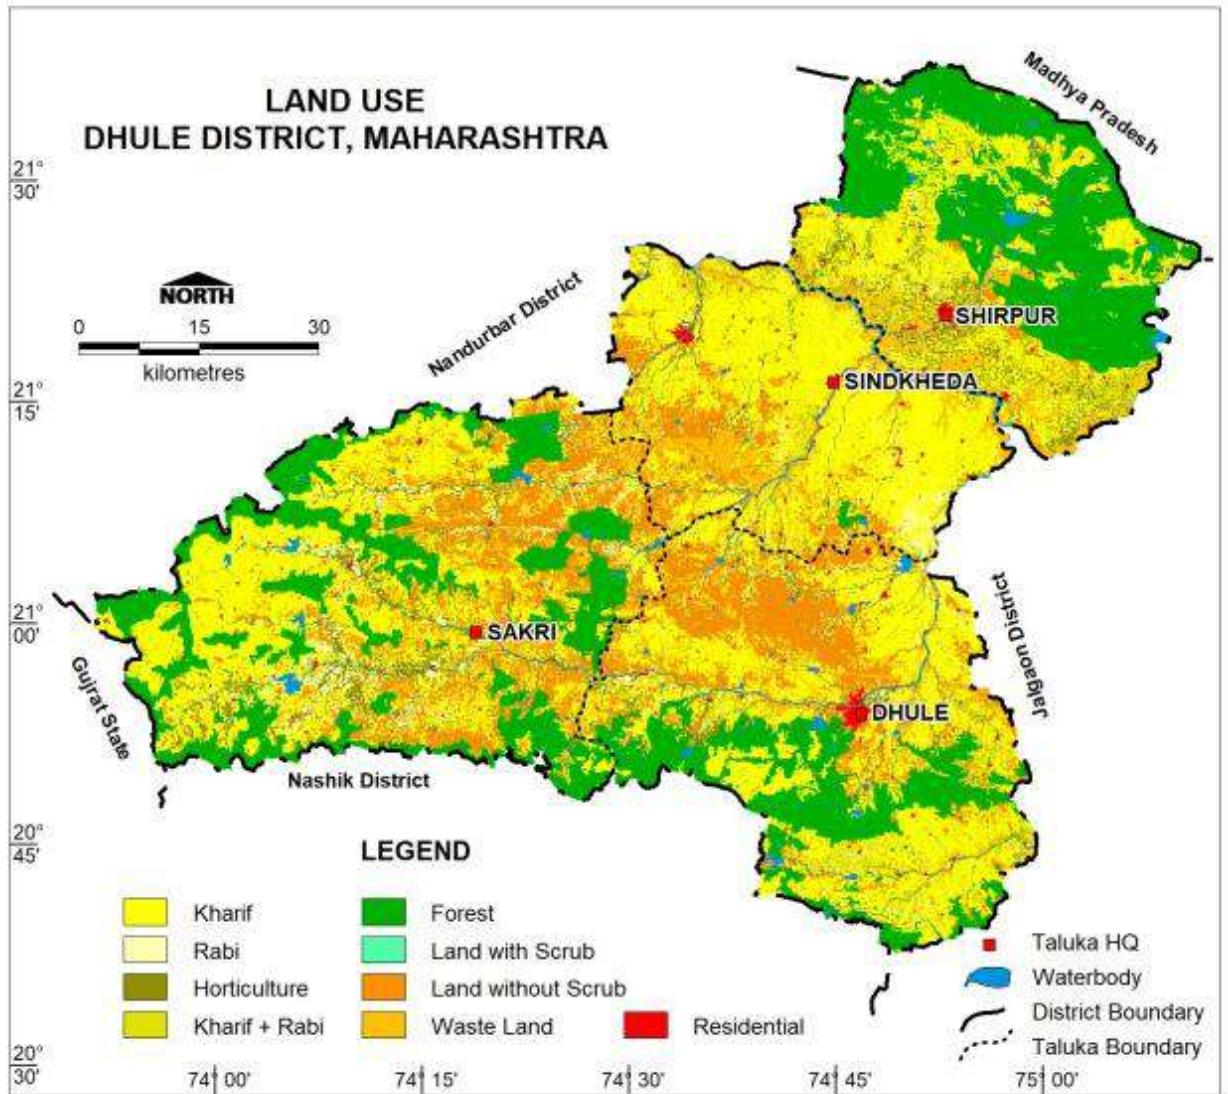 LAND USE
DHULE DISTRICT, MAHARASHTRA
Madhya Pradesh
21°
30'
NORTH
0 15 30
kilometres
Nandurbar District
SHIRPUR
SINDKHEDA
21°
15'
21°
00'
SAKRI
Jalgaon District
Gujrat State
DHULE
Nashik District
20°
45'
LEGEND
Kharif
Rabi
Horticulture
Kharif + Rabi
Forest
Land with Scrub
Land without Scrub
Waste Land
Residential
Taluka HQ
Waterbody
District Boundary
Taluka Boundary
20°
30'
74° 00' 74° 15' 74° 30' 74° 45' 75° 00'